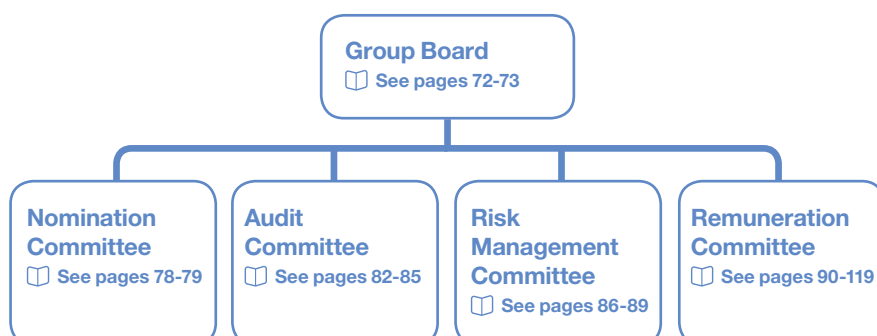 Group Board
See pages 72-73
Nomination
Committee
See pages 78-79
Audit
Committee
See pages 82-85
Risk
Management
Committee
See pages 86-89
Remuneration
Committee
See pages 90-119